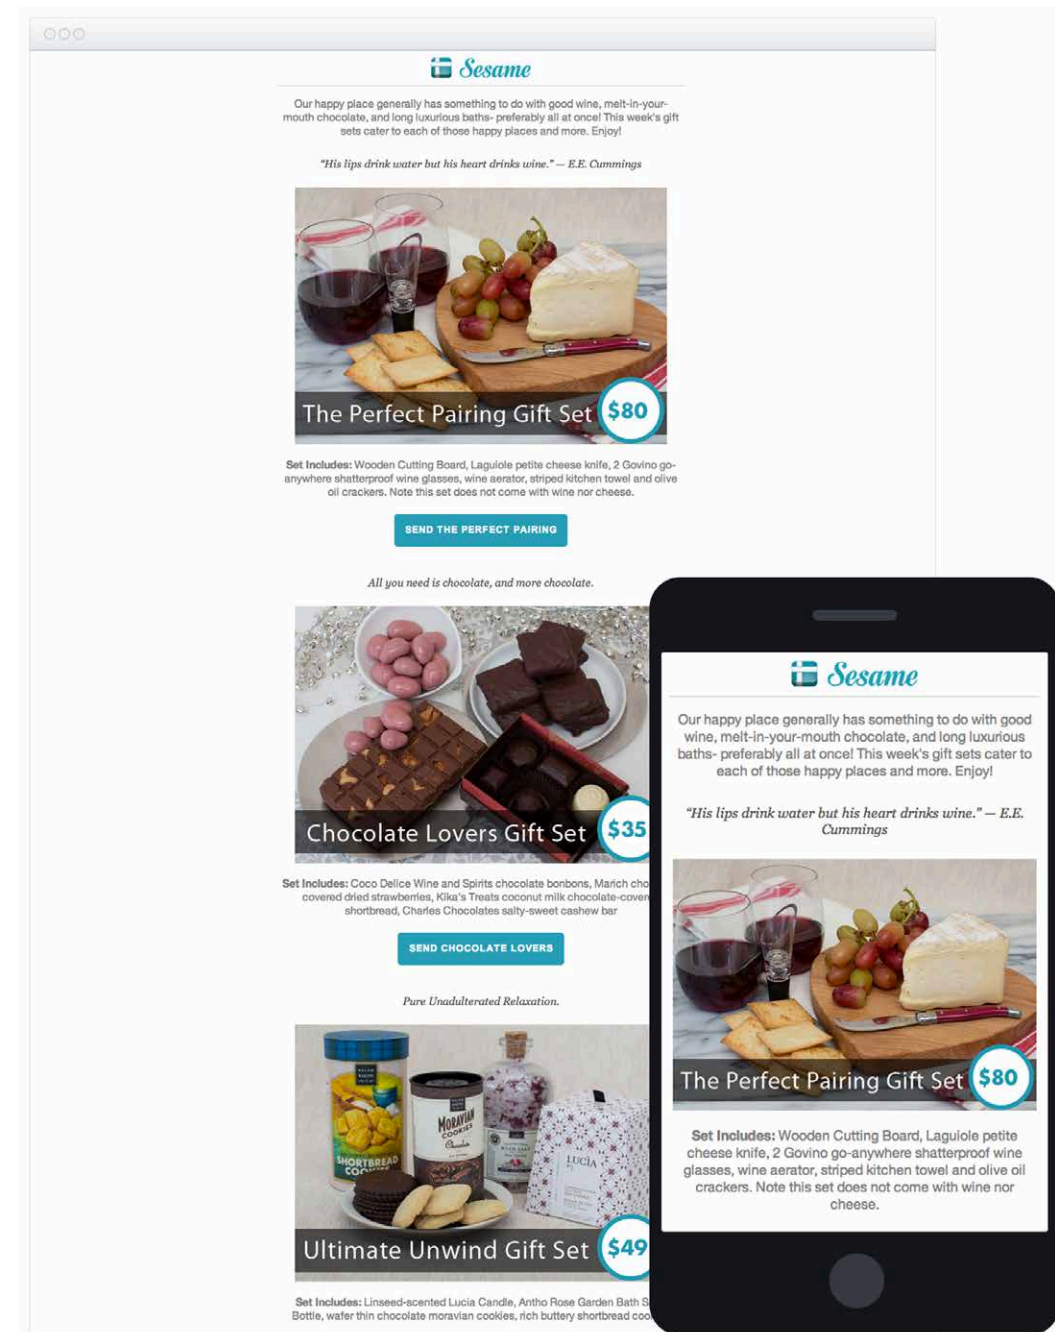 Sesame
Our happy place generally has something to do with good wine, melt-in-your-
mouth chocolate, and long luxurious baths- preferably all at once! This week's gift
sets cater to each of those happy places and more. Enjoy!
"His lips drink water but his heart drinks wine." — E.E. Cummings
The Perfect Pairing Gift Set $80
Set Includes: Wooden Cutting Board, Laguiole petite cheese knife, 2 Govino go-
anywhere shatterproof wine glasses, wine aerator, striped kitchen towel and olive
oil crackers. Note this set does not come with wine nor cheese.
SEND THE PERFECT PAIRING
All you need is chocolate, and more chocolate.
Chocolate Lovers Gift Set $35
Set Includes: Coco Delice Wine and Spirits chocolate bonbons, Marich cho
covered dried strawberries, Kika's Treats coconut milk chocolate-cover
shortbread, Charles Chocolates salty-sweet cashew bar
SEND CHOCOLATE LOVERS
Pure Unadulterated Relaxation.
SHORTBREAD
MORAVIAN
COOKIES
LUCIA
Ultimate Unwind Gift Set $49
Set Includes: Linseed-scented Lucia Candle, Antho Rose Garden Bath S
Bottle, wafer thin chocolate moravian cookies, rich buttery shortbread coo
Sesame
Our happy place generally has something to do with good
wine, melt-in-your-mouth chocolate, and long luxurious
baths- preferably all at once! This week's gift sets cater to
each of those happy places and more. Enjoy!
"His lips drink water but his heart drinks wine." — E.E.
Cummings
The Perfect Pairing Gift Set $80
Set Includes: Wooden Cutting Board, Laguiole petite
cheese knife, 2 Govino go-anywhere shatterproof wine
glasses, wine aerator, striped kitchen towel and olive oil
crackers. Note this set does not come with wine nor
cheese.